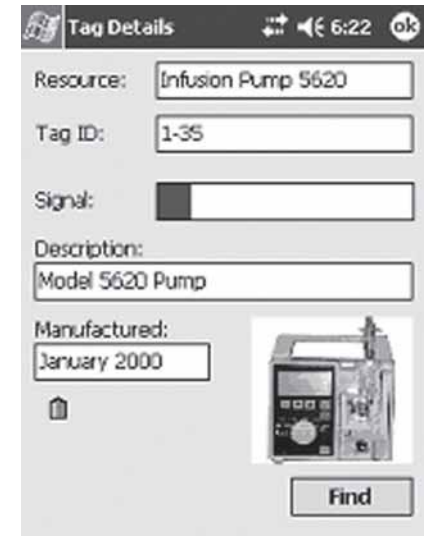 Tag Details 6:22 ok
Resource: Infusion Pump 5620
Tag ID: 1-35
Signal:
Description:
Model 5620 Pump
Manufactured:
January 2000
Find